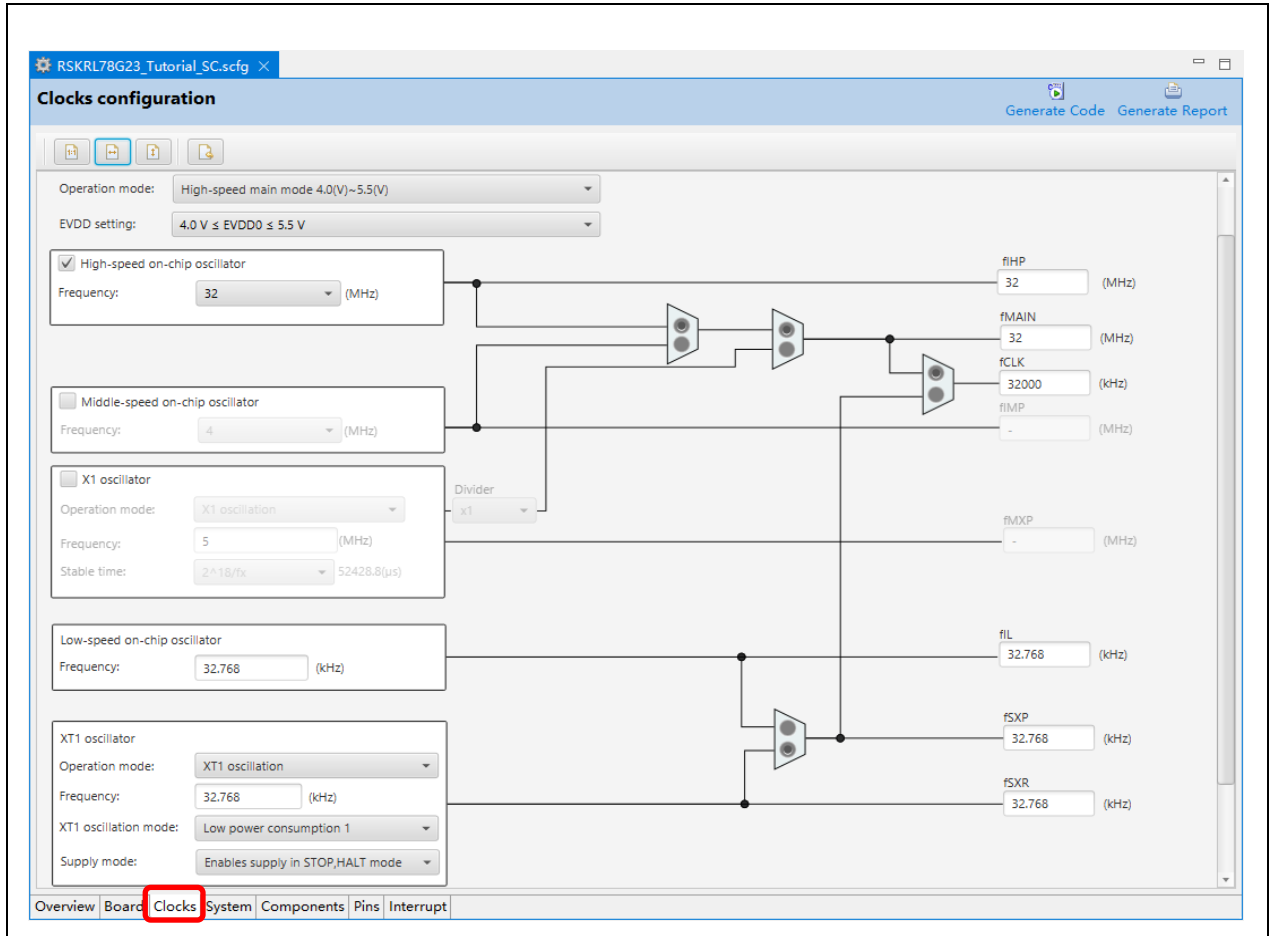 RSKRL78G23_Tutorial_SC.scfg
Clocks configuration
Generate Code Generate Report
1:1
Operation mode: High-speed main mode 4.0(V)~5.5(V)
EVDD setting: 4.0 V ≤ EVDD0 ≤ 5.5 V
High-speed on-chip oscillator
Frequency: 32 (MHz)
fIHP
32 (MHz)
fMAIN
32 (MHz)
fCLK
32000 (kHz)
Middle-speed on-chip oscillator
Frequency: 4 (MHz)
fIMP
- (MHz)
X1 oscillator
Operation mode: X1 oscillation
Frequency: 5 (MHz)
Stable time: 2^18/fx 52428.8(μs)
Divider
x1
fMXP
- (MHz)
Low-speed on-chip oscillator
Frequency: 32.768 (kHz)
fIL
32.768 (kHz)
XT1 oscillator
Operation mode: XT1 oscillation
Frequency: 32.768 (kHz)
XT1 oscillation mode: Low power consumption 1
Supply mode: Enables supply in STOP,HALT mode
fSXP
32.768 (kHz)
fSXR
32.768 (kHz)
Overview Board Clocks System Components Pins Interrupt